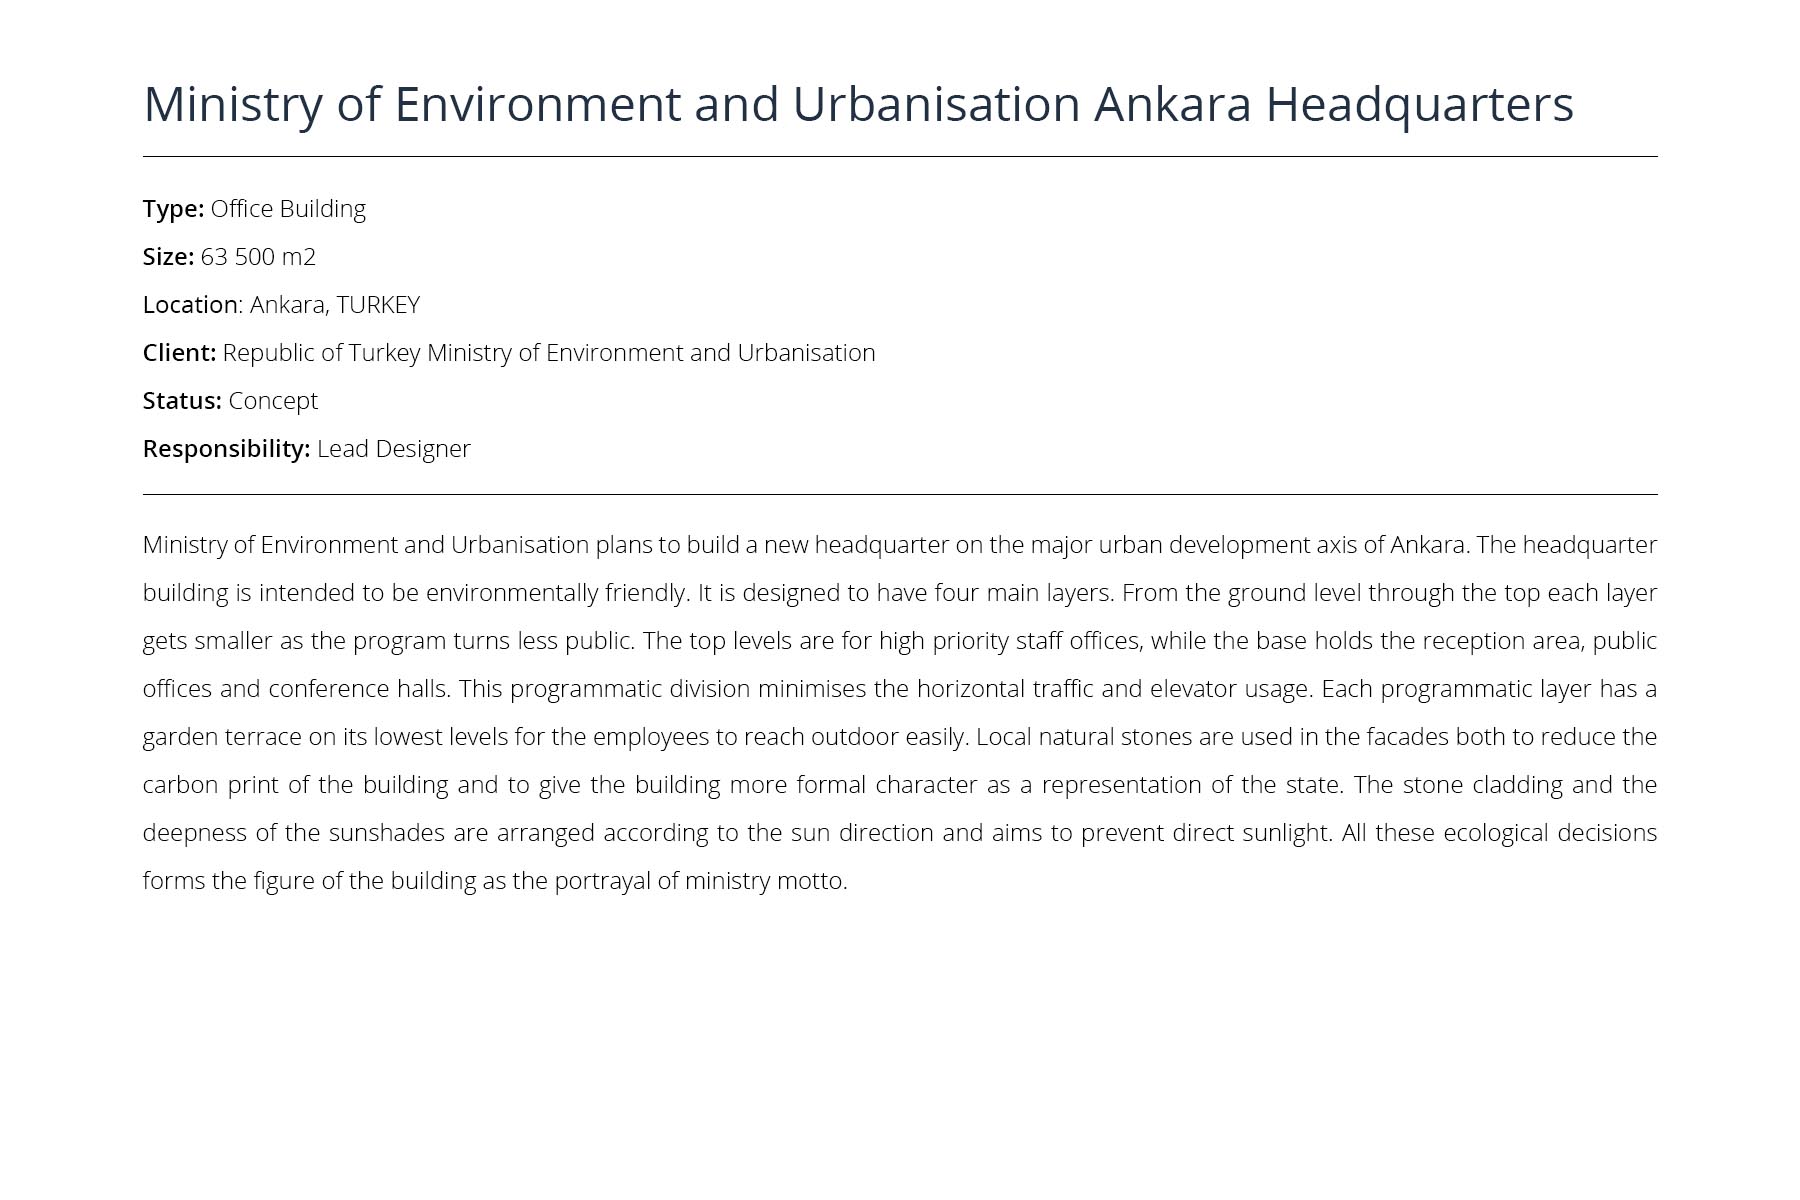 Ministry of Environment and Urbanisation Ankara Headquarters
Type: Office Building
Size: 63 500 m2
Location: Ankara, TURKEY
Client: Republic of Turkey Ministry of Environment and Urbanisation
Status: Concept
Responsibility: Lead Designer
Ministry of Environment and Urbanisation plans to build a new headquarter on the major urban development axis of Ankara. The headquarter
building is intended to be environmentally friendly. It is designed to have four main layers. From the ground level through the top each layer
gets smaller as the program turns less public. The top levels are for high priority staff offices, while the base holds the reception area, public
offices and conference halls. This programmatic division minimises the horizontal traffic and elevator usage. Each programmatic layer has a
garden terrace on its lowest levels for the employees to reach outdoor easily. Local natural stones are used in the facades both to reduce the
carbon print of the building and to give the building more formal character as a representation of the state. The stone cladding and the
deepness of the sunshades are arranged according to the sun direction and aims to prevent direct sunlight. All these ecological decisions
forms the figure of the building as the portrayal of ministry motto.